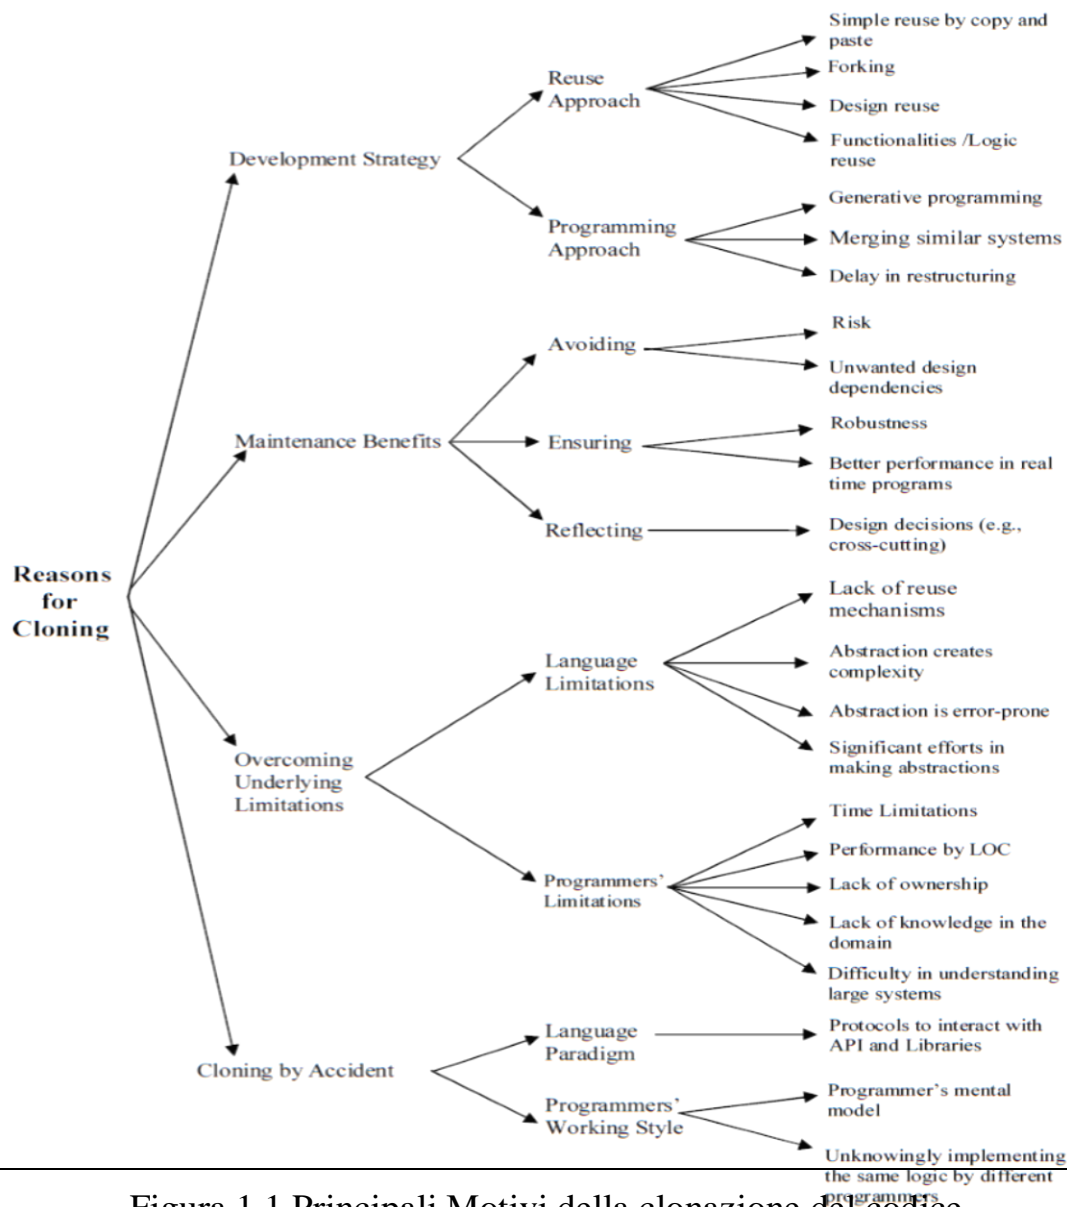 Reasons
for
Cloning
Development Strategy
Reuse
Approach
Simple reuse by copy and
paste
Forking
Design reuse
Functionalities /Logic
reuse
Programming
Approach
Generative programming
Merging similar systems
Delay in restructuring
Maintenance Benefits
Avoiding
Risk
Unwanted design
dependencies
Ensuring
Robustness
Better performance in real
time programs
Reflecting
Design decisions (e.g.,
cross-cutting)
Overcoming
Underlying
Limitations
Language
Limitations
Lack of reuse
mechanisms
Abstraction creates
complexity
Abstraction is error-prone
Significant efforts in
making abstractions
Programmers'
Limitations
Time Limitations
Performance by LOC
Lack of ownership
Lack of knowledge in the
domain
Difficulty in understanding
large systems
Cloning by Accident
Language
Paradigm
Protocols to interact with
API and Libraries
Programmers'
Working Style
Programmer's mental
model
Unknowingly implementing
the same logic by different
programmers
Figura 1.1 Principali Motivi della clonazione del codice